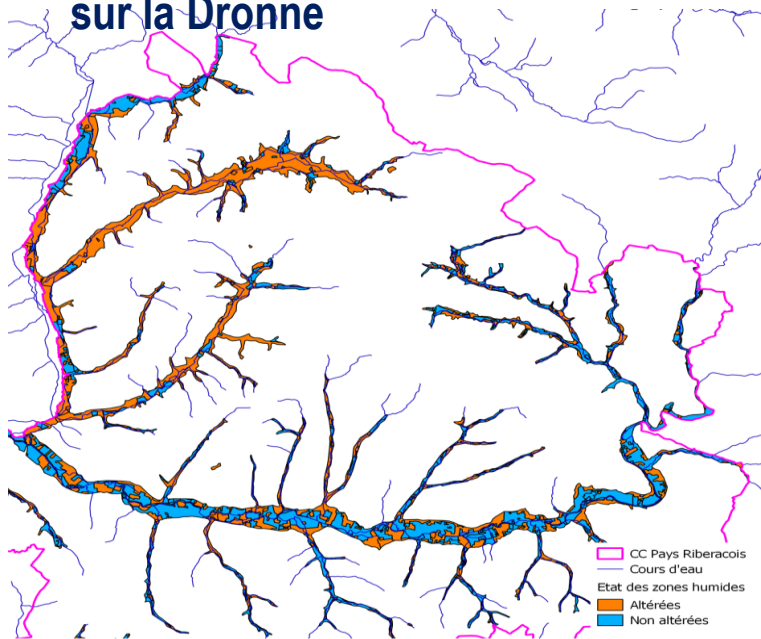 sur la Dronne
CC Pays Riberacois
Cours d'eau
Etat des zones humides
Altérées
Non altérées